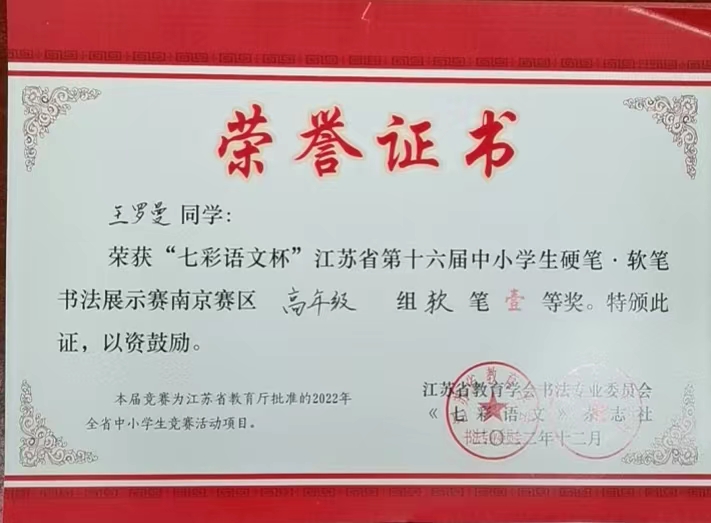 荣誉证书
王罗曼 同学：
荣获“七彩语文杯”江苏省第十六届中小学生硬笔·软笔
书法展示赛南京赛区 高年级 组 软 笔 壹 等奖。特颁此
证，以资鼓励。
本届竞赛为江苏省教育厅批准的2022年
全省中小学生竞赛活动项目。
江苏省教育学会书法专业委员会
《七彩语文》杂志社
二〇二二年十二月